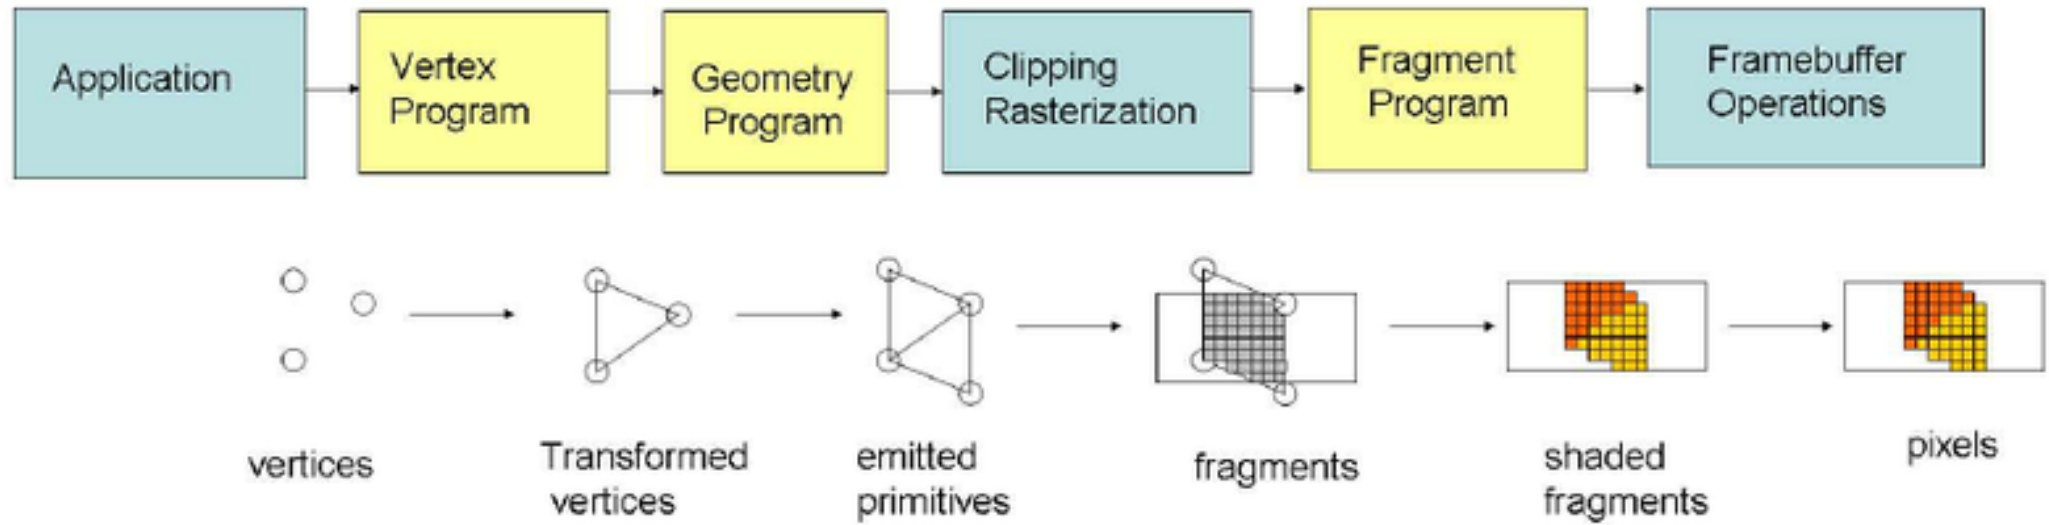 Application
Vertex
Program
Geometry
Program
Clipping
Rasterization
Fragment
Program
Framebuffer
Operations
vertices
Transformed
vertices
emitted
primitives
fragments
shaded
fragments
pixels